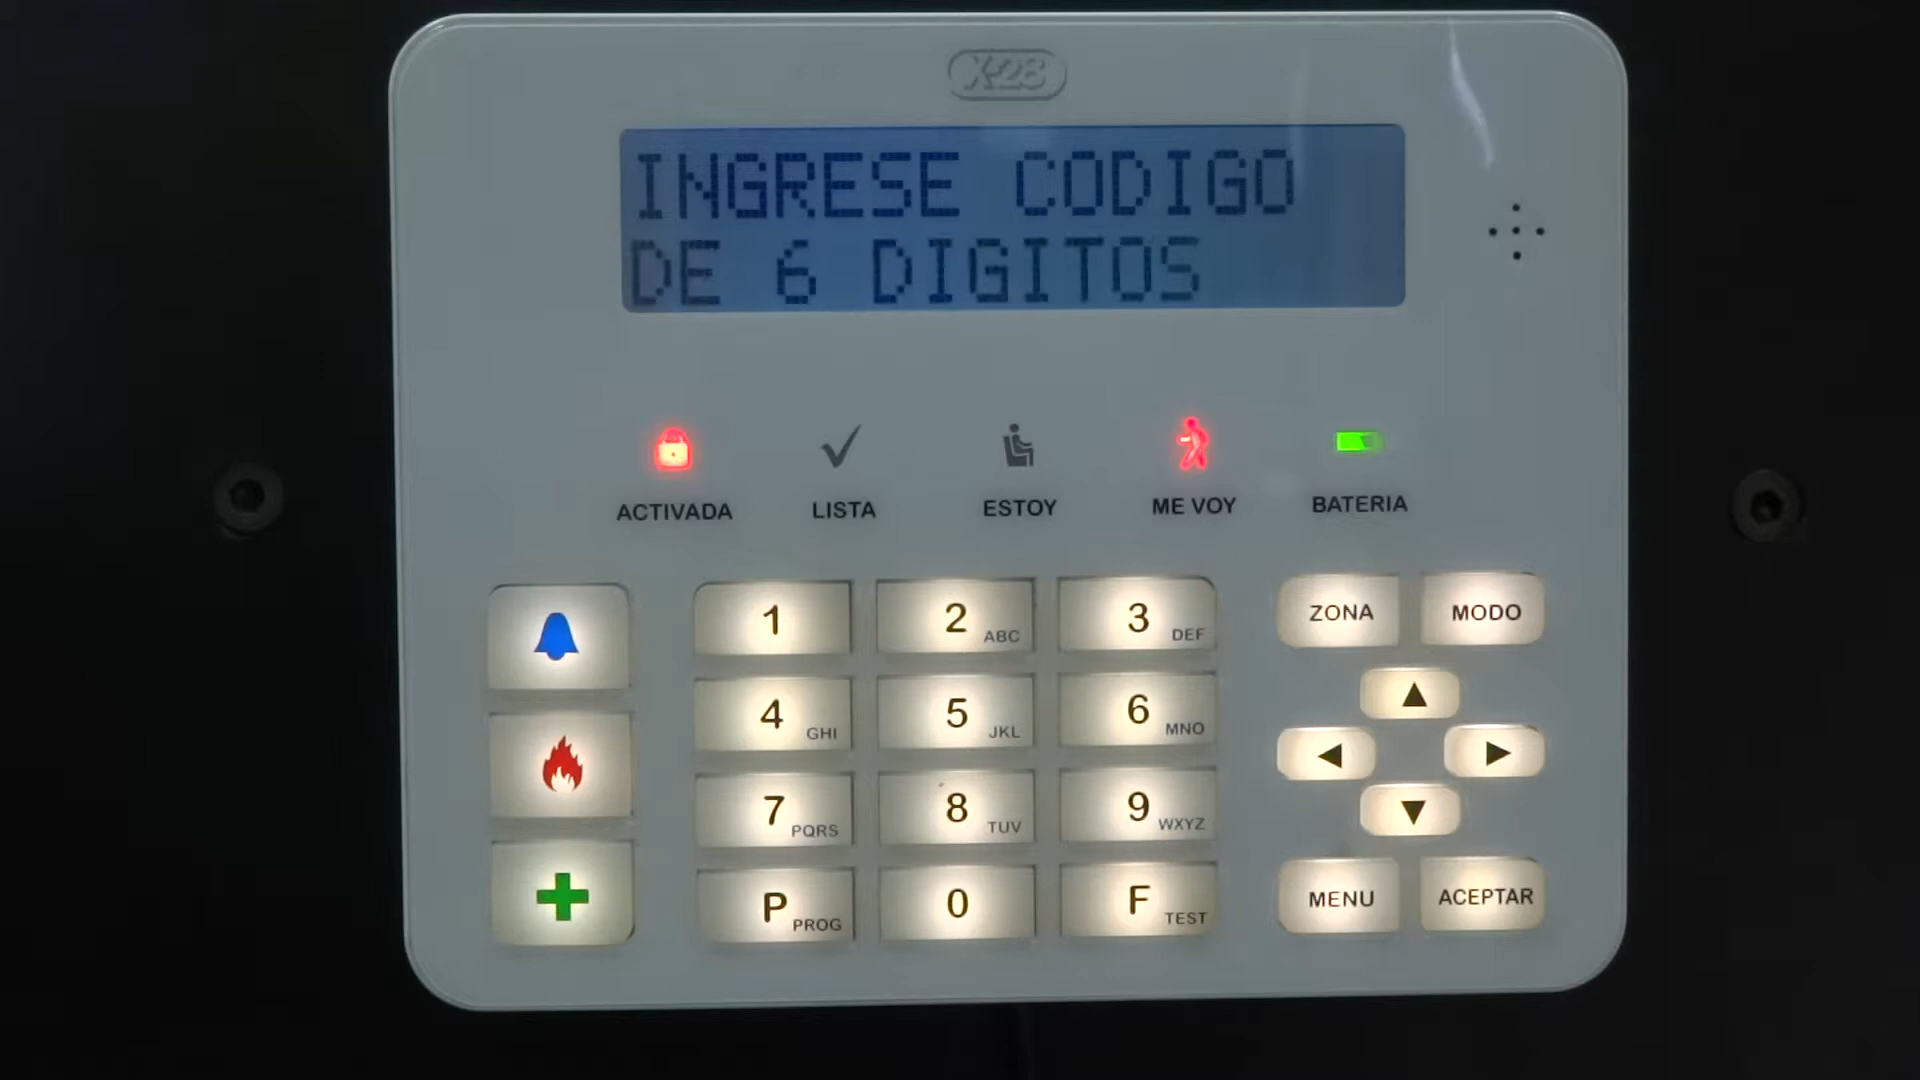 X-28
INGRESE CODIGO
DE 6 DIGITOS
ACTIVADA LISTA ESTOY ME VOY BATERIA
1 2 ABC 3 DEF ZONA MODO
4 GHI 5 JKL 6 MNO
7 PQRS 8 TUV 9 WXYZ
P PROG 0 F TEST MENU ACEPTAR